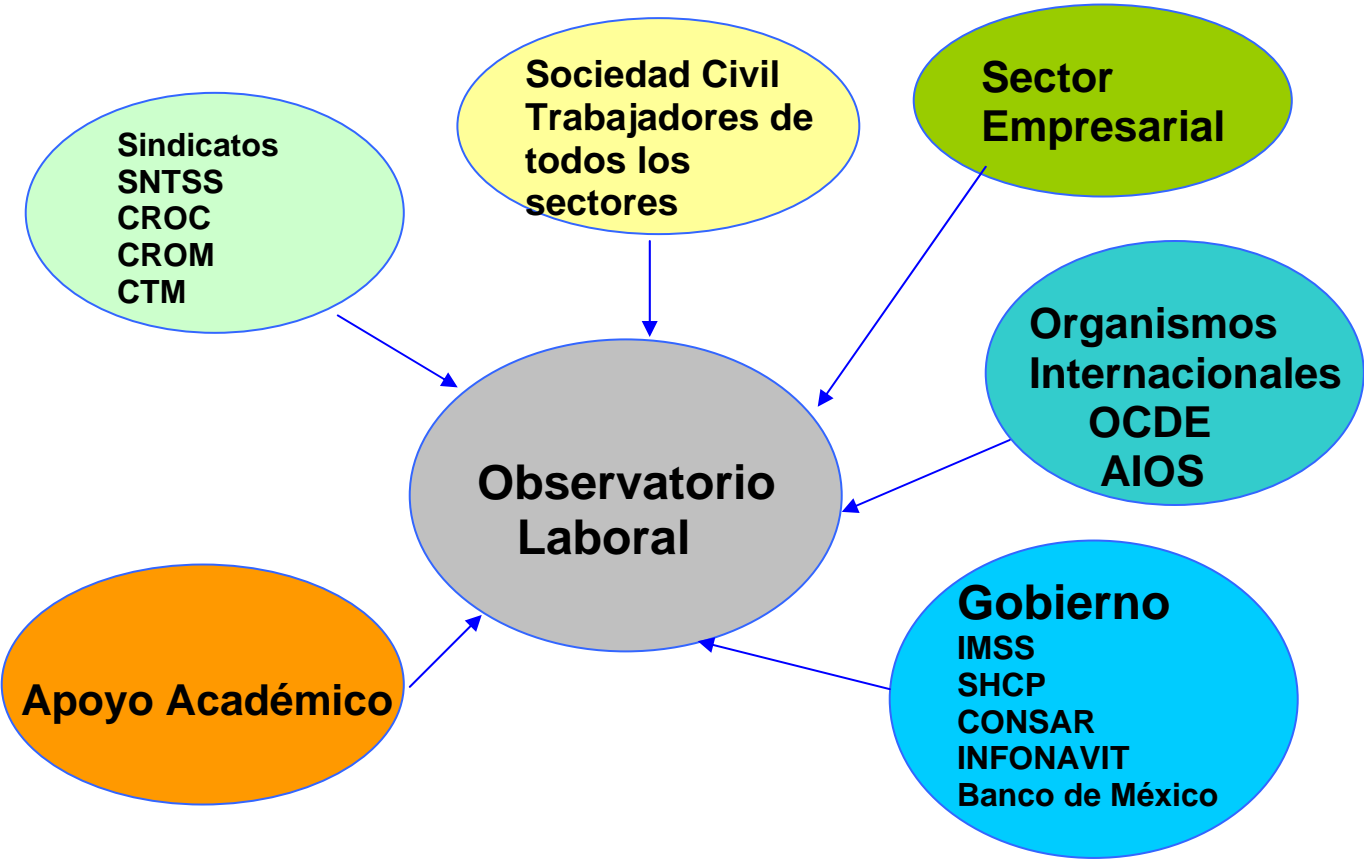 Sindicatos
SNTSS
CROC
CROM
CTM
Sociedad Civil
Trabajadores de
todos los
sectores
Sector
Empresarial
Organismos
Internacionales
OCDE
AIOS
Observatorio
Laboral
Apoyo Académico
Gobierno
IMSS
SHCP
CONSAR
INFONAVIT
Banco de México